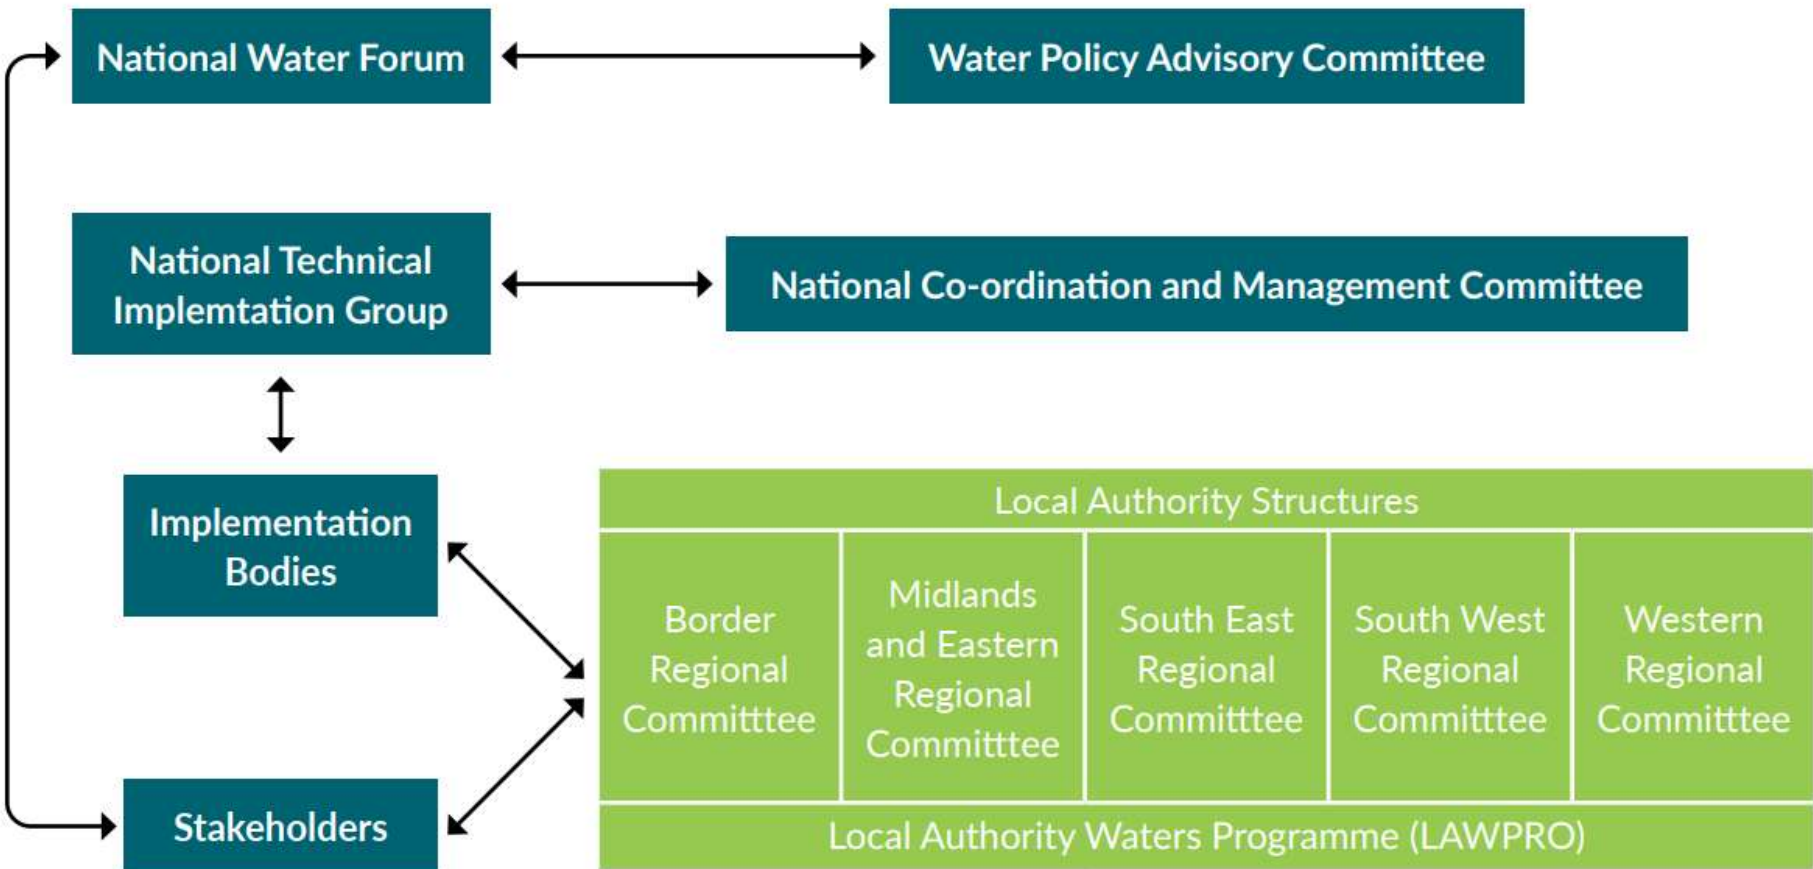 National Water Forum
Water Policy Advisory Committee
National Technical
Implemtation Group
National Co-ordination and Management Committee
Implementation
Bodies
Local Authority Structures
Border
Regional
Committtee
Midlands
and Eastern
Regional
Committtee
South East
Regional
Committtee
South West
Regional
Committtee
Western
Regional
Committtee
Stakeholders
Local Authority Waters Programme (LAWPRO)